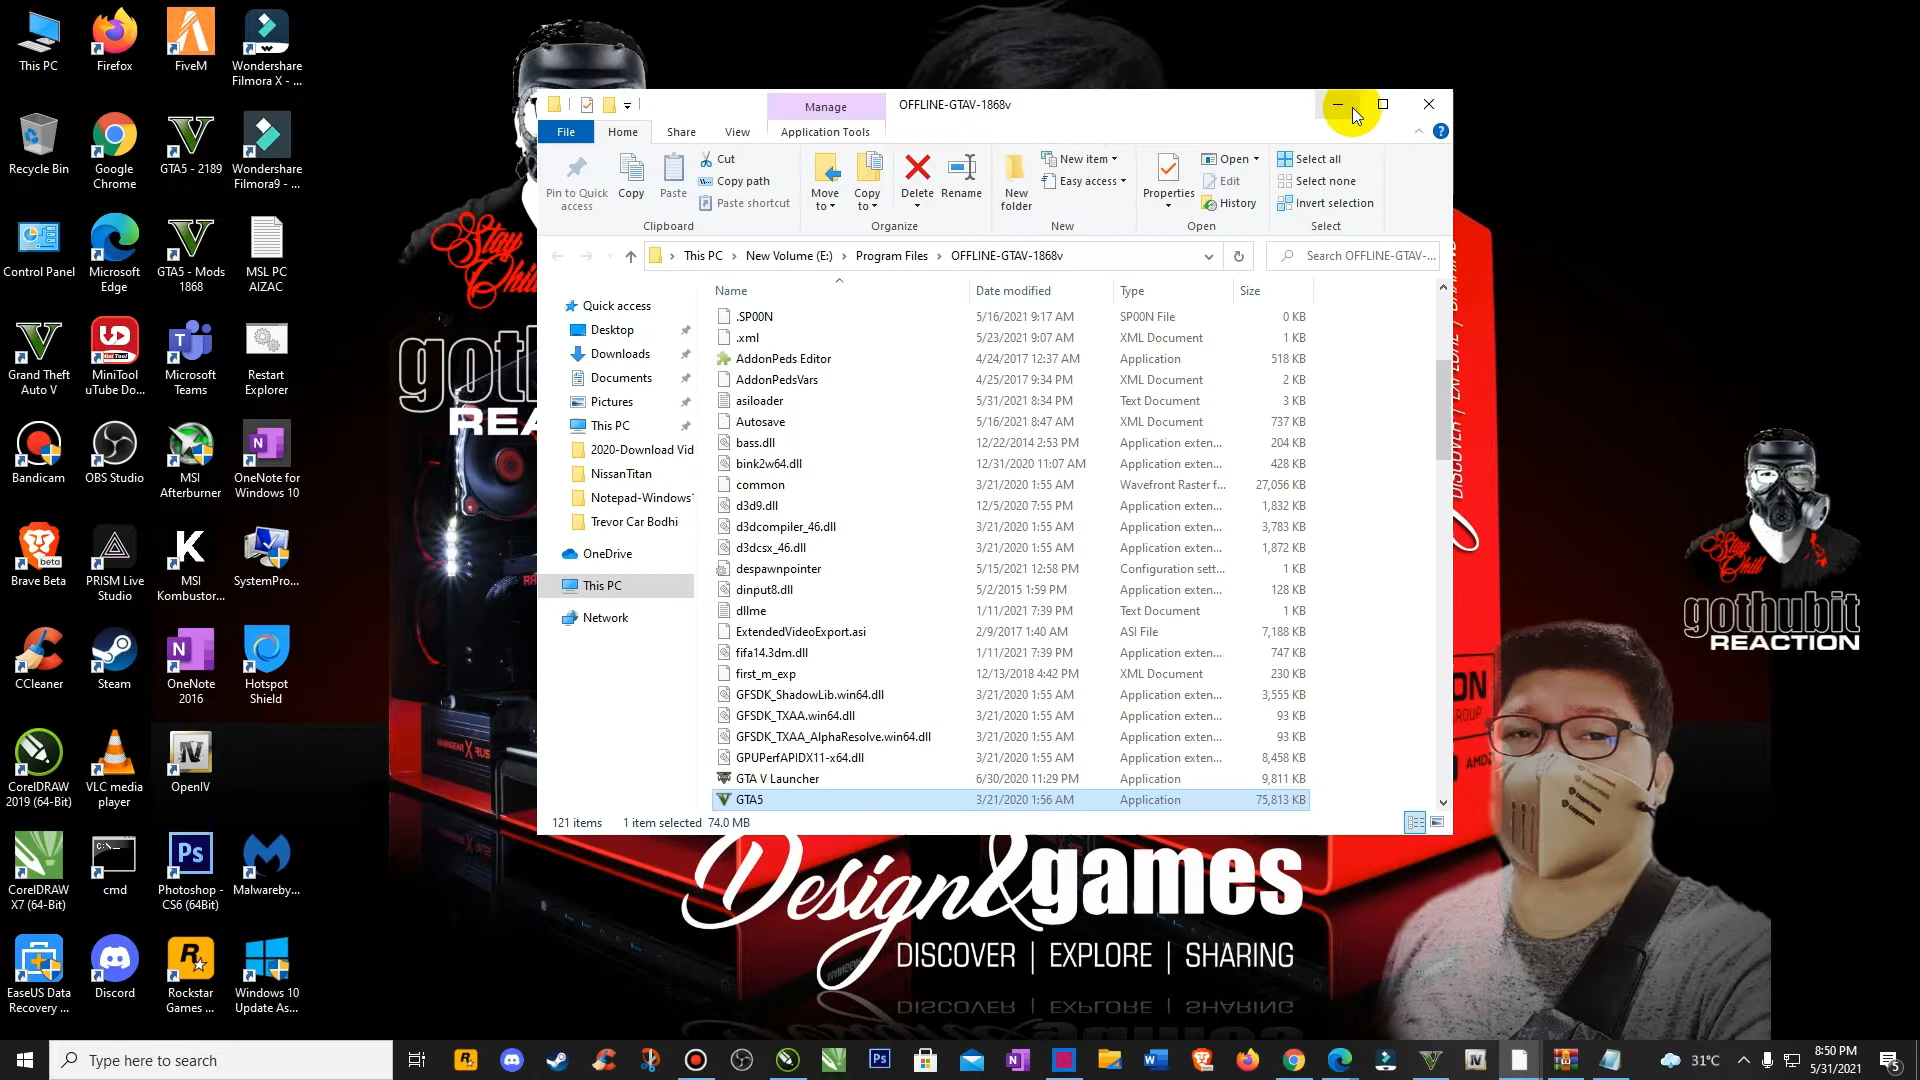 This PC
Firefox
FiveM
Wondershare
Filmora X - ...
Recycle Bin
Google
Chrome
GTA5 - 2189
Wondershare
Filmora9 - ...
Control Panel
Microsoft
Edge
GTA5 - Mods
1868
MSL PC
AIZAC
Grand Theft
Auto V
MiniTool
uTube Do...
Microsoft
Teams
Restart
Explorer
Bandicam
OBS Studio
MSI
Afterburner
OneNote for
Windows 10
Brave Beta
PRISM Live
Studio
MSI
Kombustor...
SystemPro...
CCleaner
Steam
OneNote
2016
Hotspot
Shield
CorelDRAW
2019 (64-Bit)
VLC media
player
OpenIV
CorelDRAW
X7 (64-Bit)
cmd
Photoshop -
CS6 (64Bit)
Malwareby...
EaseUS Data
Recovery ...
Discord
Rockstar
Games ...
Windows 10
Update As...
Manage
OFFLINE-GTAV-1868v
File
Home
Share
View
Application Tools
Pin to Quick
access
Copy
Paste
Cut
Copy path
Paste shortcut
Clipboard
Move
to
Copy
to
Delete
Rename
Organize
New
folder
New item
Easy access
New
Properties
Open
Edit
History
Open
Select all
Select none
Invert selection
Select
This PC > New Volume (E:) > Program Files > OFFLINE-GTAV-1868v
Search OFFLINE-GTAV-...
Quick access
Desktop
Downloads
Documents
Pictures
This PC
2020-Download Vid
NissanTitan
Notepad-Windows
Trevor Car Bodhi
OneDrive
This PC
Network
Name Date modified Type Size
.SP00N 5/16/2021 9:17 AM SP00N File 0 KB
.xml 5/23/2021 9:07 AM XML Document 1 KB
AddonPeds Editor 4/24/2017 12:37 AM Application 518 KB
AddonPedsVars 4/25/2017 9:34 PM XML Document 2 KB
asiloader 5/31/2021 8:34 PM Text Document 3 KB
Autosave 5/16/2021 8:47 AM XML Document 737 KB
bass.dll 12/22/2014 2:53 PM Application exten... 204 KB
bink2w64.dll 12/31/2020 11:07 AM Application exten... 428 KB
common 3/21/2020 1:55 AM Wavefront Raster f... 27,056 KB
d3d9.dll 12/5/2020 7:55 PM Application exten... 1,832 KB
d3dcompiler_46.dll 3/21/2020 1:55 AM Application exten... 3,783 KB
d3dcsx_46.dll 3/21/2020 1:55 AM Application exten... 1,872 KB
despawnpointer 5/15/2021 12:58 PM Configuration sett... 1 KB
dinput8.dll 5/2/2015 1:59 PM Application exten... 128 KB
dllme 1/11/2021 7:39 PM Text Document 1 KB
ExtendedVideoExport.asi 2/9/2017 1:40 AM ASI File 7,188 KB
fifa14.3dm.dll 1/11/2021 7:39 PM Application exten... 747 KB
first_m_exp 12/13/2018 4:42 PM XML Document 230 KB
GFSDK_ShadowLib.win64.dll 3/21/2020 1:55 AM Application exten... 3,555 KB
GFSDK_TXAA.win64.dll 3/21/2020 1:55 AM Application exten... 93 KB
GFSDK_TXAA_AlphaResolve.win64.dll 3/21/2020 1:55 AM Application exten... 93 KB
GPUPerfAPIDX11-x64.dll 3/21/2020 1:55 AM Application exten... 8,458 KB
GTA V Launcher 6/30/2020 11:29 PM Application 9,811 KB
GTA5 3/21/2020 1:56 AM Application 75,813 KB
121 items 1 item selected 74.0 MB
Stay
Chill
gothubit
REACTION
Design&games
DISCOVER | EXPLORE | SHARING
Type here to search
31°C
8:50 PM
5/31/2021
5